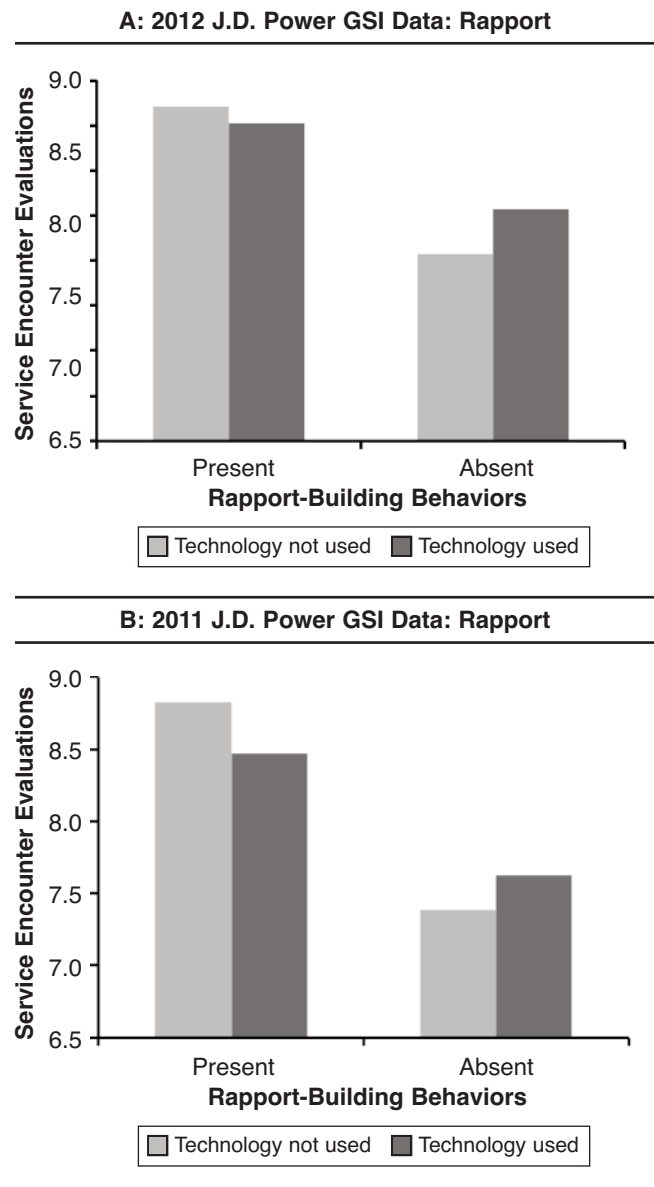 A: 2012 J.D. Power GSI Data: Rapport
Service Encounter Evaluations
9.0
8.5
8.0
7.5
7.0
6.5
Present Absent
Rapport-Building Behaviors
Technology not used Technology used
B: 2011 J.D. Power GSI Data: Rapport
Service Encounter Evaluations
9.0
8.5
8.0
7.5
7.0
6.5
Present Absent
Rapport-Building Behaviors
Technology not used Technology used